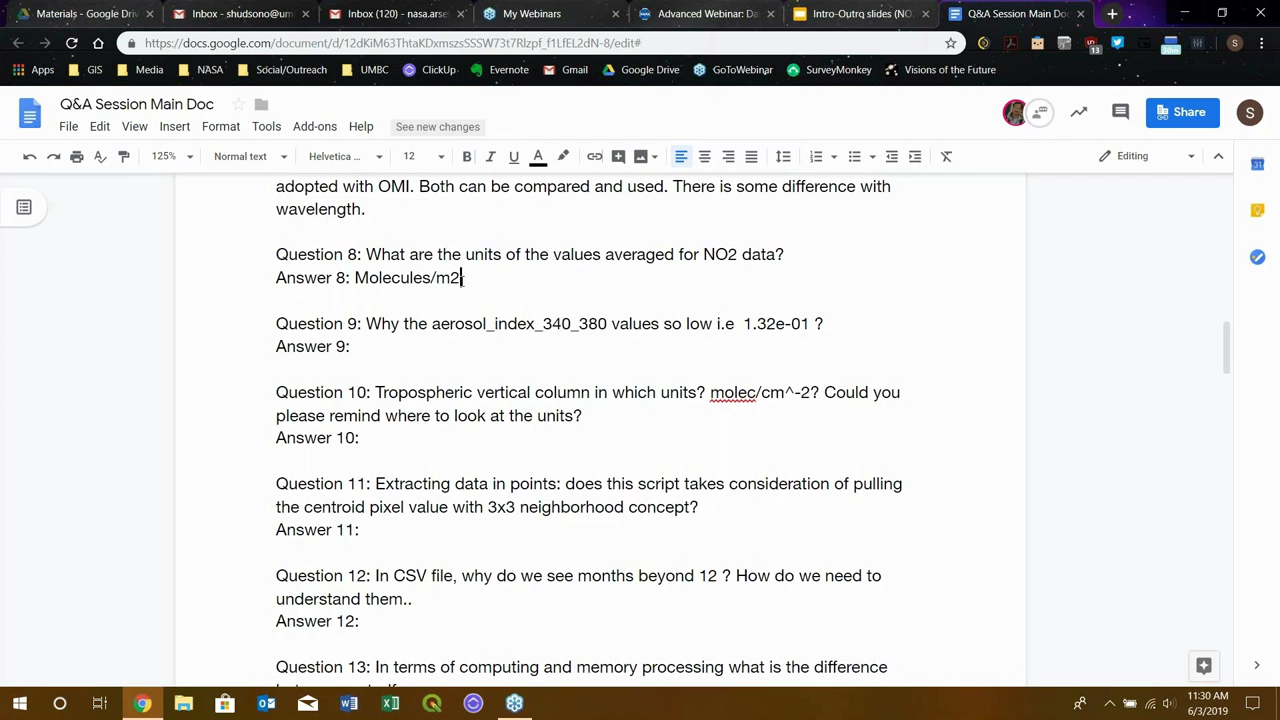 Materials - Google Driv
Inbox - shudsono@um
Inbox (120) - nasa.arse
My Webinars
Advanced Webinar: Da
Intro-Outro slides (NO
Q&A Session Main Doc
https://docs.google.com/document/d/12dKiM63ThtaKDxmszsSSSW73t7Rlzpf_f1LfEL2dN-8/edit#
Apps
GIS
Media
NASA
Social/Outreach
UMBC
ClickUp
Evernote
Gmail
Google Drive
GoToWebinar
SurveyMonkey
Visions of the Earth
Q&A Session Main Doc
File Edit View Insert Format Tools Add-ons Help See new changes
Share
S
125% Normal text Helvetica ... 12 Editing
adopted with OMI. Both can be compared and used. There is some difference with
wavelength.
Question 8: What are the units of the values averaged for NO2 data?
Answer 8: Molecules/m2
Question 9: Why the aerosol_index_340_380 values so low i.e 1.32e-01 ?
Answer 9:
Question 10: Tropospheric vertical column in which units? molec/cm^-2? Could you
please remind where to look at the units?
Answer 10:
Question 11: Extracting data in points: does this script takes consideration of pulling
the centroid pixel value with 3x3 neighborhood concept?
Answer 11:
Question 12: In CSV file, why do we see months beyond 12 ? How do we need to
understand them..
Answer 12:
Question 13: In terms of computing and memory processing what is the difference
11:30 AM
6/3/2019